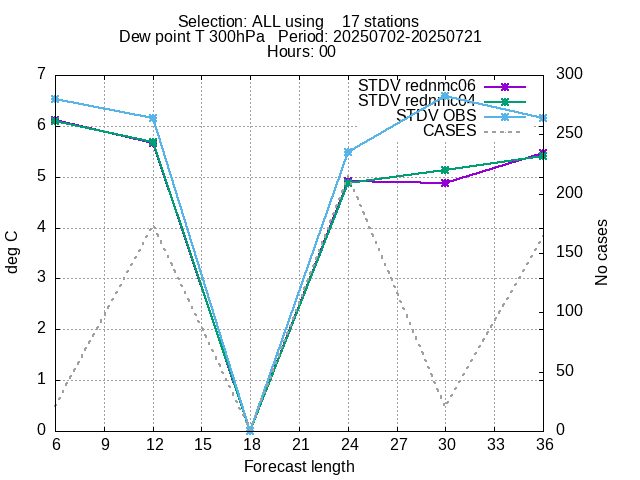 Selection: ALL using    17 stations
Dew point T 300hPa   Period: 20250702-20250721
Hours: 00
STDV rednmc06
STDV rednmc04
STDV OBS
CASES
7
6
5
4
3
2
1
0
deg C
300
250
200
150
100
50
0
No cases
6 9 12 15 18 21 24 27 30 33 36
Forecast length